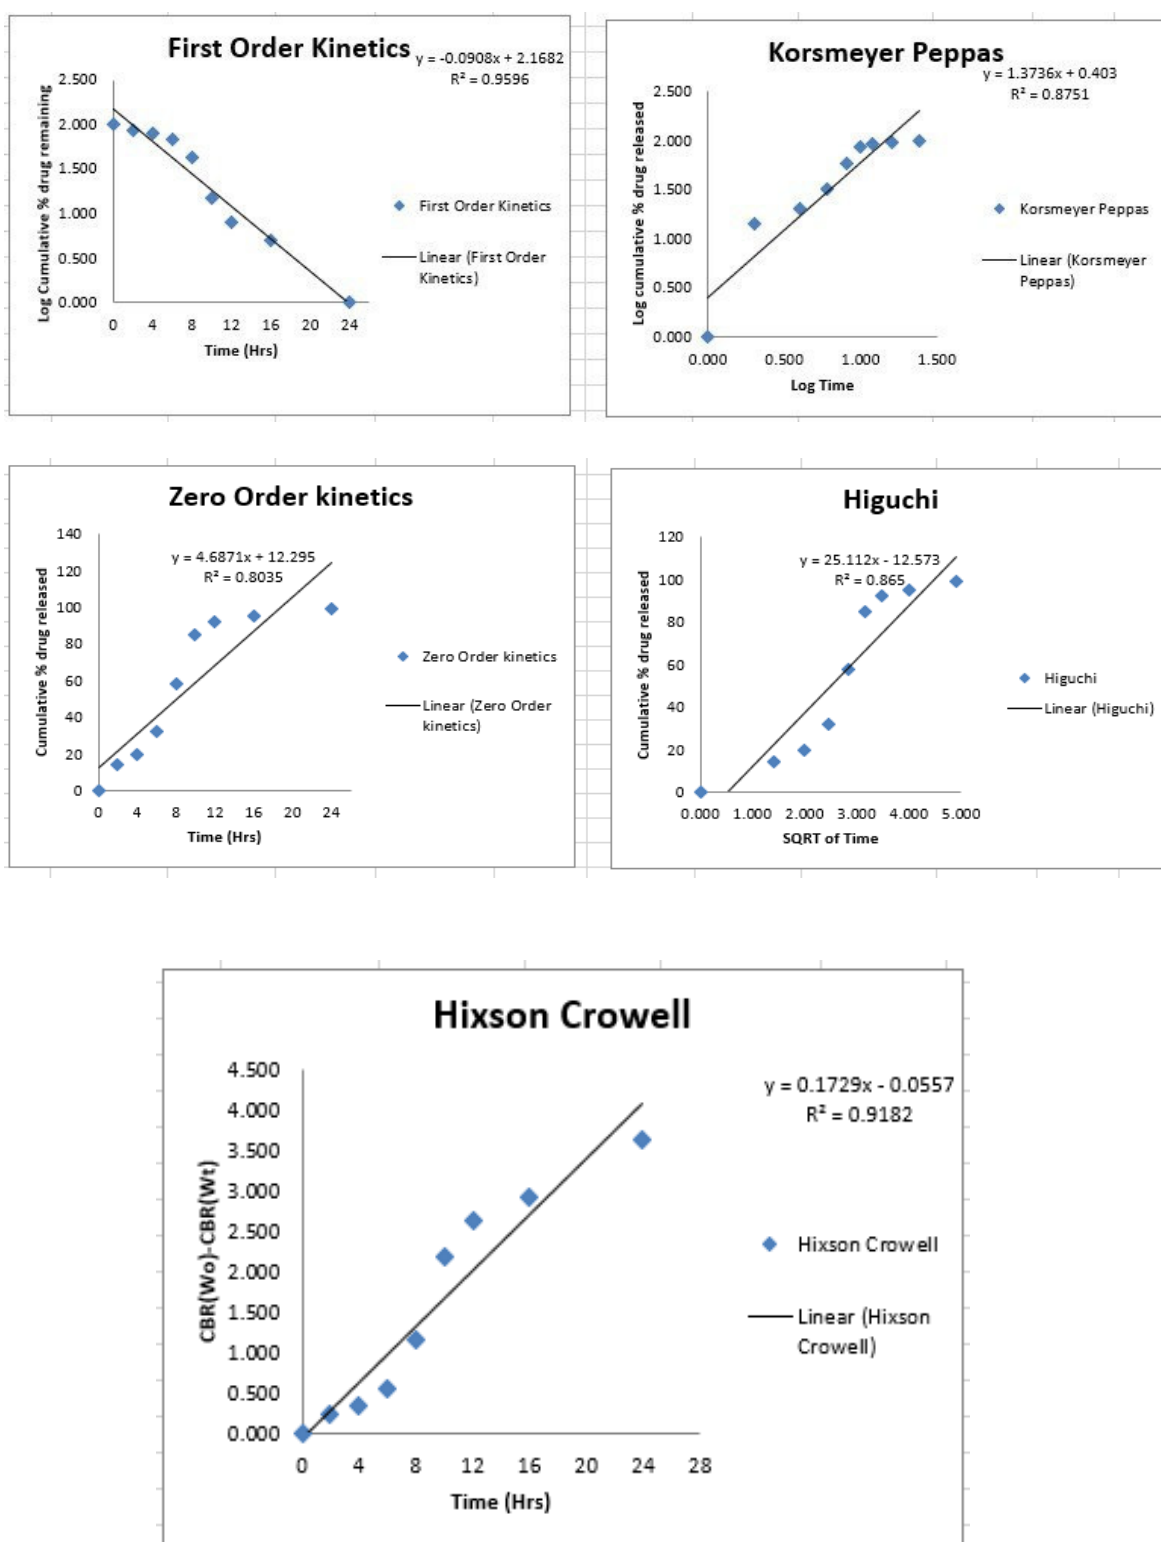 First Order Kinetics
y = -0.0908x + 2.1682
R² = 0.9596
Log Cumulative % drug remaining
2.500
2.000
1.500
1.000
0.500
0.000
0 4 8 12 16 20 24
Time (Hrs)
First Order Kinetics
Linear (First Order
Kinetics)
Korsmeyer Peppas
y = 1.3736x + 0.403
R² = 0.8751
Log cumulative % drug released
2.500
2.000
1.500
1.000
0.500
0.000
0.000 0.500 1.000 1.500
Log Time
Korsmeyer Peppas
Linear (Korsmeyer
Peppas)
Zero Order kinetics
y = 4.6871x + 12.295
R² = 0.8035
Cumulative % drug released
140
120
100
80
60
40
20
0
0 4 8 12 16 20 24
Time (Hrs)
Zero Order kinetics
Linear (Zero Order
kinetics)
Higuchi
y = 25.112x - 12.573
R² = 0.865
Cumulative % drug released
120
100
80
60
40
20
0
0.000 1.000 2.000 3.000 4.000 5.000
SQRT of Time
Higuchi
Linear (Higuchi)
Hixson Crowell
y = 0.1729x - 0.0557
R² = 0.9182
CBR(Wo)-CBR(Wt)
4.500
4.000
3.500
3.000
2.500
2.000
1.500
1.000
0.500
0.000
0 4 8 12 16 20 24 28
Time (Hrs)
Hixson Crowell
Linear (Hixson
Crowell)